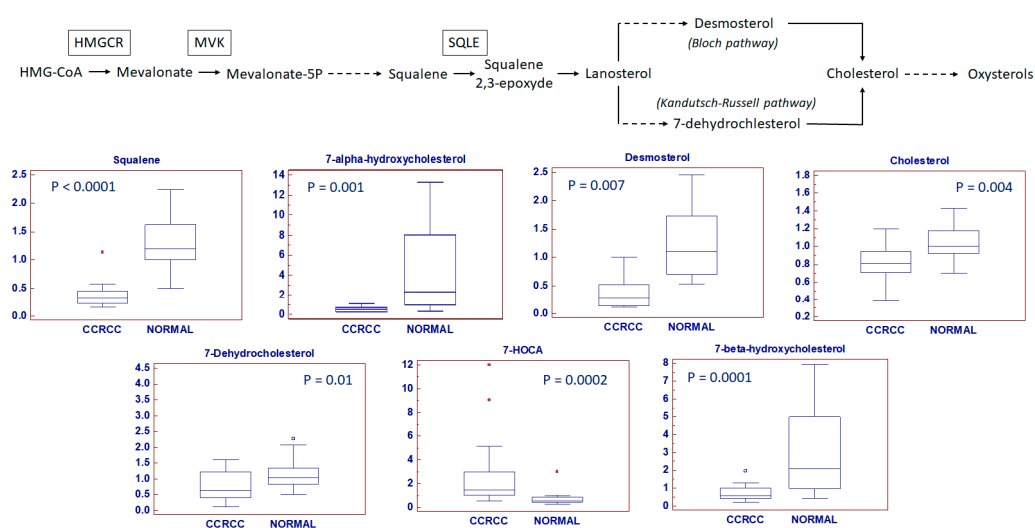 HMGCR
MVK
SQLE
Desmosterol
(Bloch pathway)
HMG-CoA
Mevalonate
Mevalonate-5P
Squalene
Squalene
2,3-epoxyde
Lanosterol
Cholesterol
Oxysterols
(Kandutsch-Russell pathway)
7-dehydrochlesterol
Squalene
P < 0.0001
2.5
2.0
1.5
1.0
0.5
0.0
CCRCC NORMAL
7-alpha-hydroxycholesterol
P = 0.001
14
12
10
8
6
4
2
0
CCRCC NORMAL
Desmosterol
P = 0.007
2.5
2.0
1.5
1.0
0.5
0.0
CCRCC NORMAL
Cholesterol
P = 0.004
1.8
1.6
1.4
1.2
1.0
0.8
0.6
0.4
0.2
CCRCC NORMAL
7-Dehydrocholesterol
P = 0.01
4.5
4.0
3.5
3.0
2.5
2.0
1.5
1.0
0.5
0.0
CCRCC NORMAL
7-HOCA
P = 0.0002
12
10
8
6
4
2
0
CCRCC NORMAL
7-beta-hydroxycholesterol
P = 0.0001
8
7
6
5
4
3
2
1
0
CCRCC NORMAL